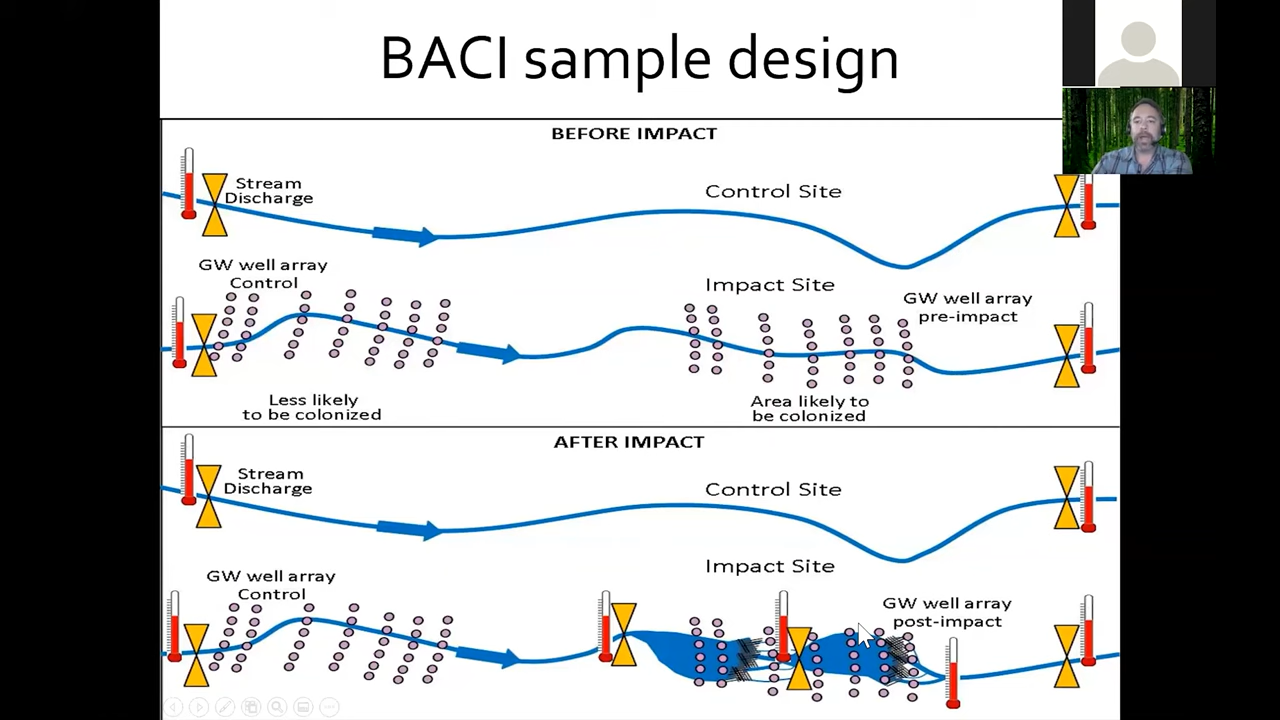 BACI sample design
BEFORE IMPACT
Stream
Discharge
Control Site
GW well array
Control
Impact Site
GW well array
pre-impact
Less likely
to be colonized
Area likely to
be colonized
AFTER IMPACT
Stream
Discharge
Control Site
Impact Site
GW well array
Control
GW well array
post-impact